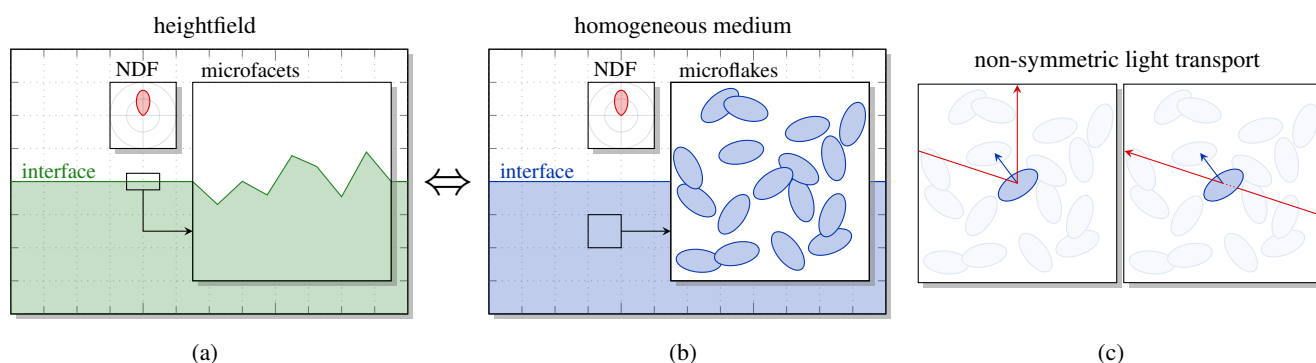 heightfield
NDF
microfacets
interface
(a)
homogeneous medium
NDF
microflakes
interface
(b)
non-symmetric light transport
(c)